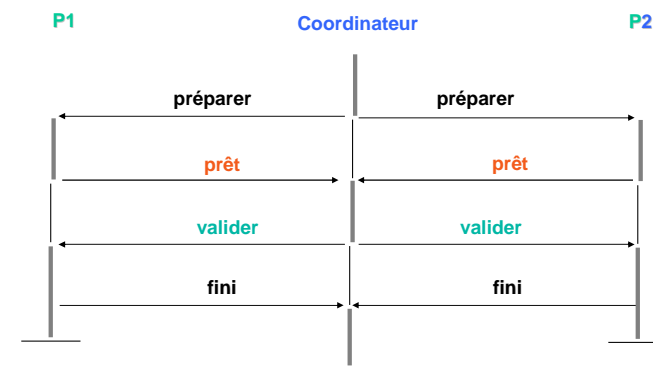 P1 Coordinateur P2
préparer préparer
prêt prêt
valider valider
fini fini